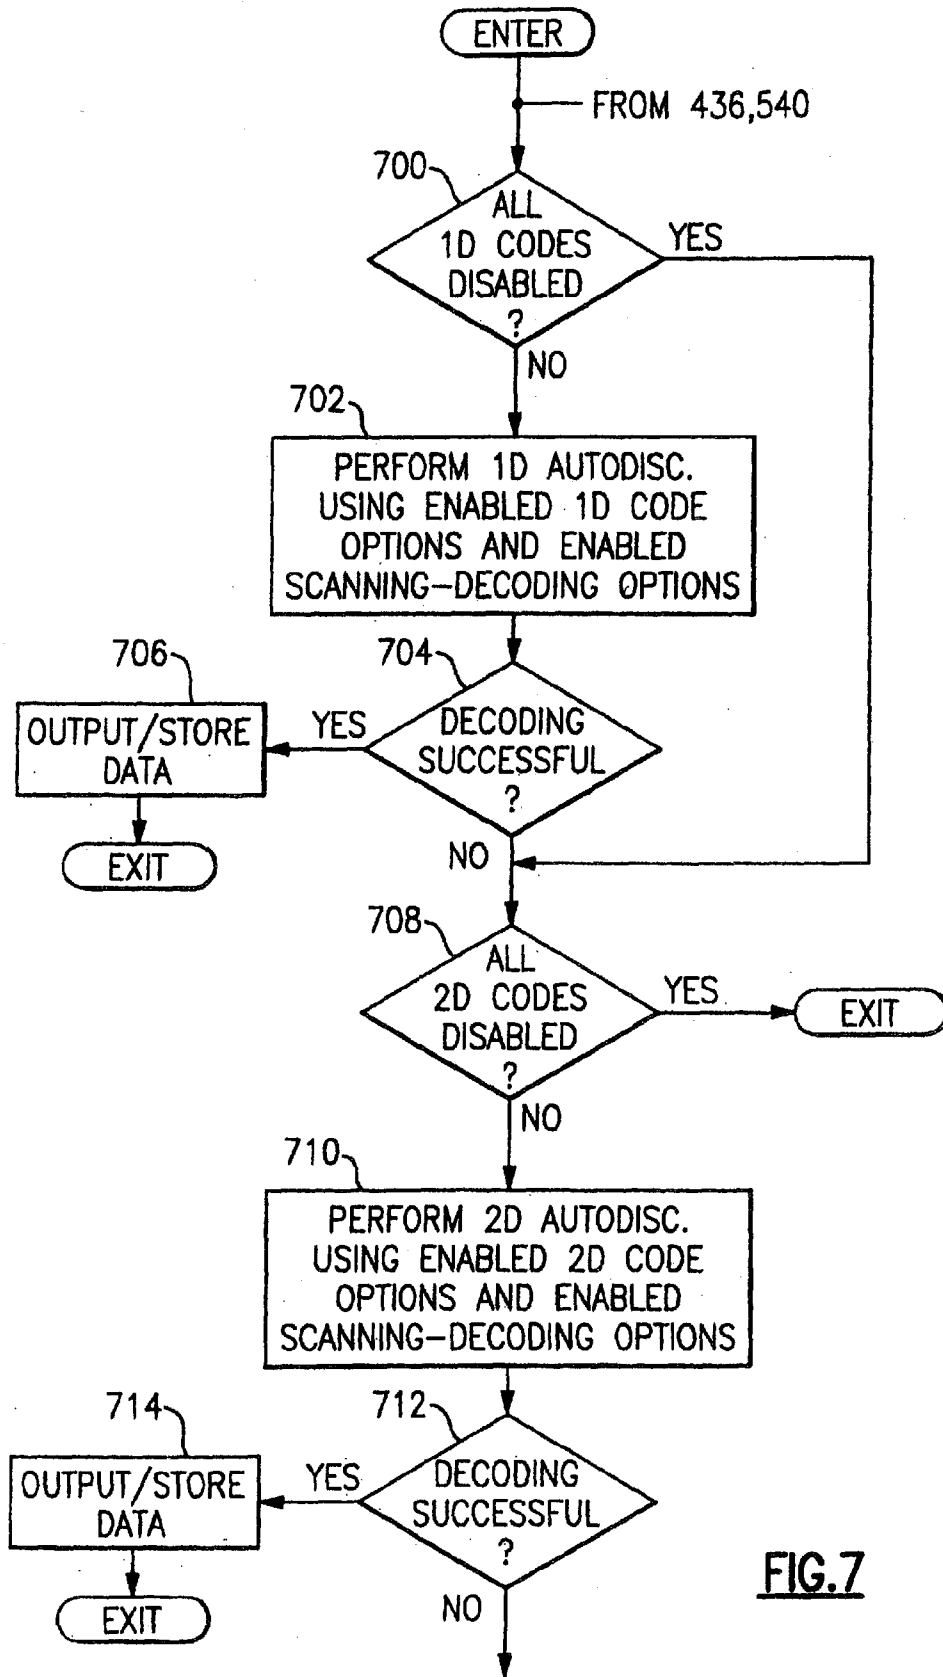 ENTER
FROM 436,540
700
ALL
1D CODES
DISABLED
?
YES
NO
702
PERFORM 1D AUTODISC.
USING ENABLED 1D CODE
OPTIONS AND ENABLED
SCANNING-DECODING OPTIONS
706
704
OUTPUT/STORE
DATA
YES
DECODING
SUCCESSFUL
?
EXIT
NO
708
ALL
2D CODES
DISABLED
?
YES
EXIT
NO
710
PERFORM 2D AUTODISC.
USING ENABLED 2D CODE
OPTIONS AND ENABLED
SCANNING-DECODING OPTIONS
714
712
OUTPUT/STORE
DATA
YES
DECODING
SUCCESSFUL
?
EXIT
NO
FIG.7